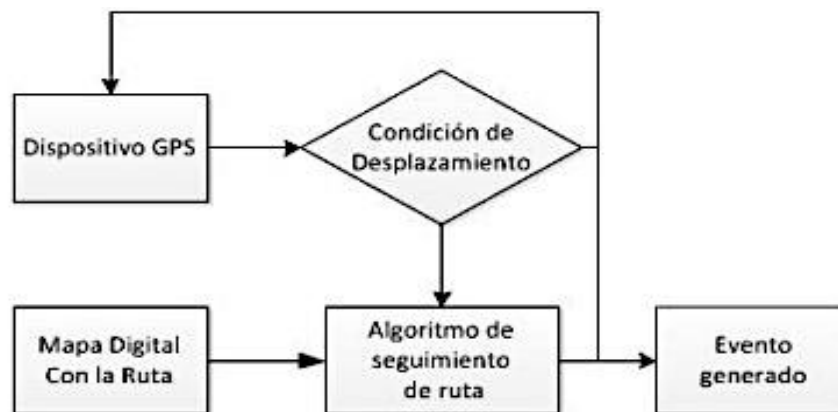 Dispositivo GPS
Condición de
Desplazamiento
Mapa Digital
Con la Ruta
Algoritmo de
seguimiento
de ruta
Evento
generado